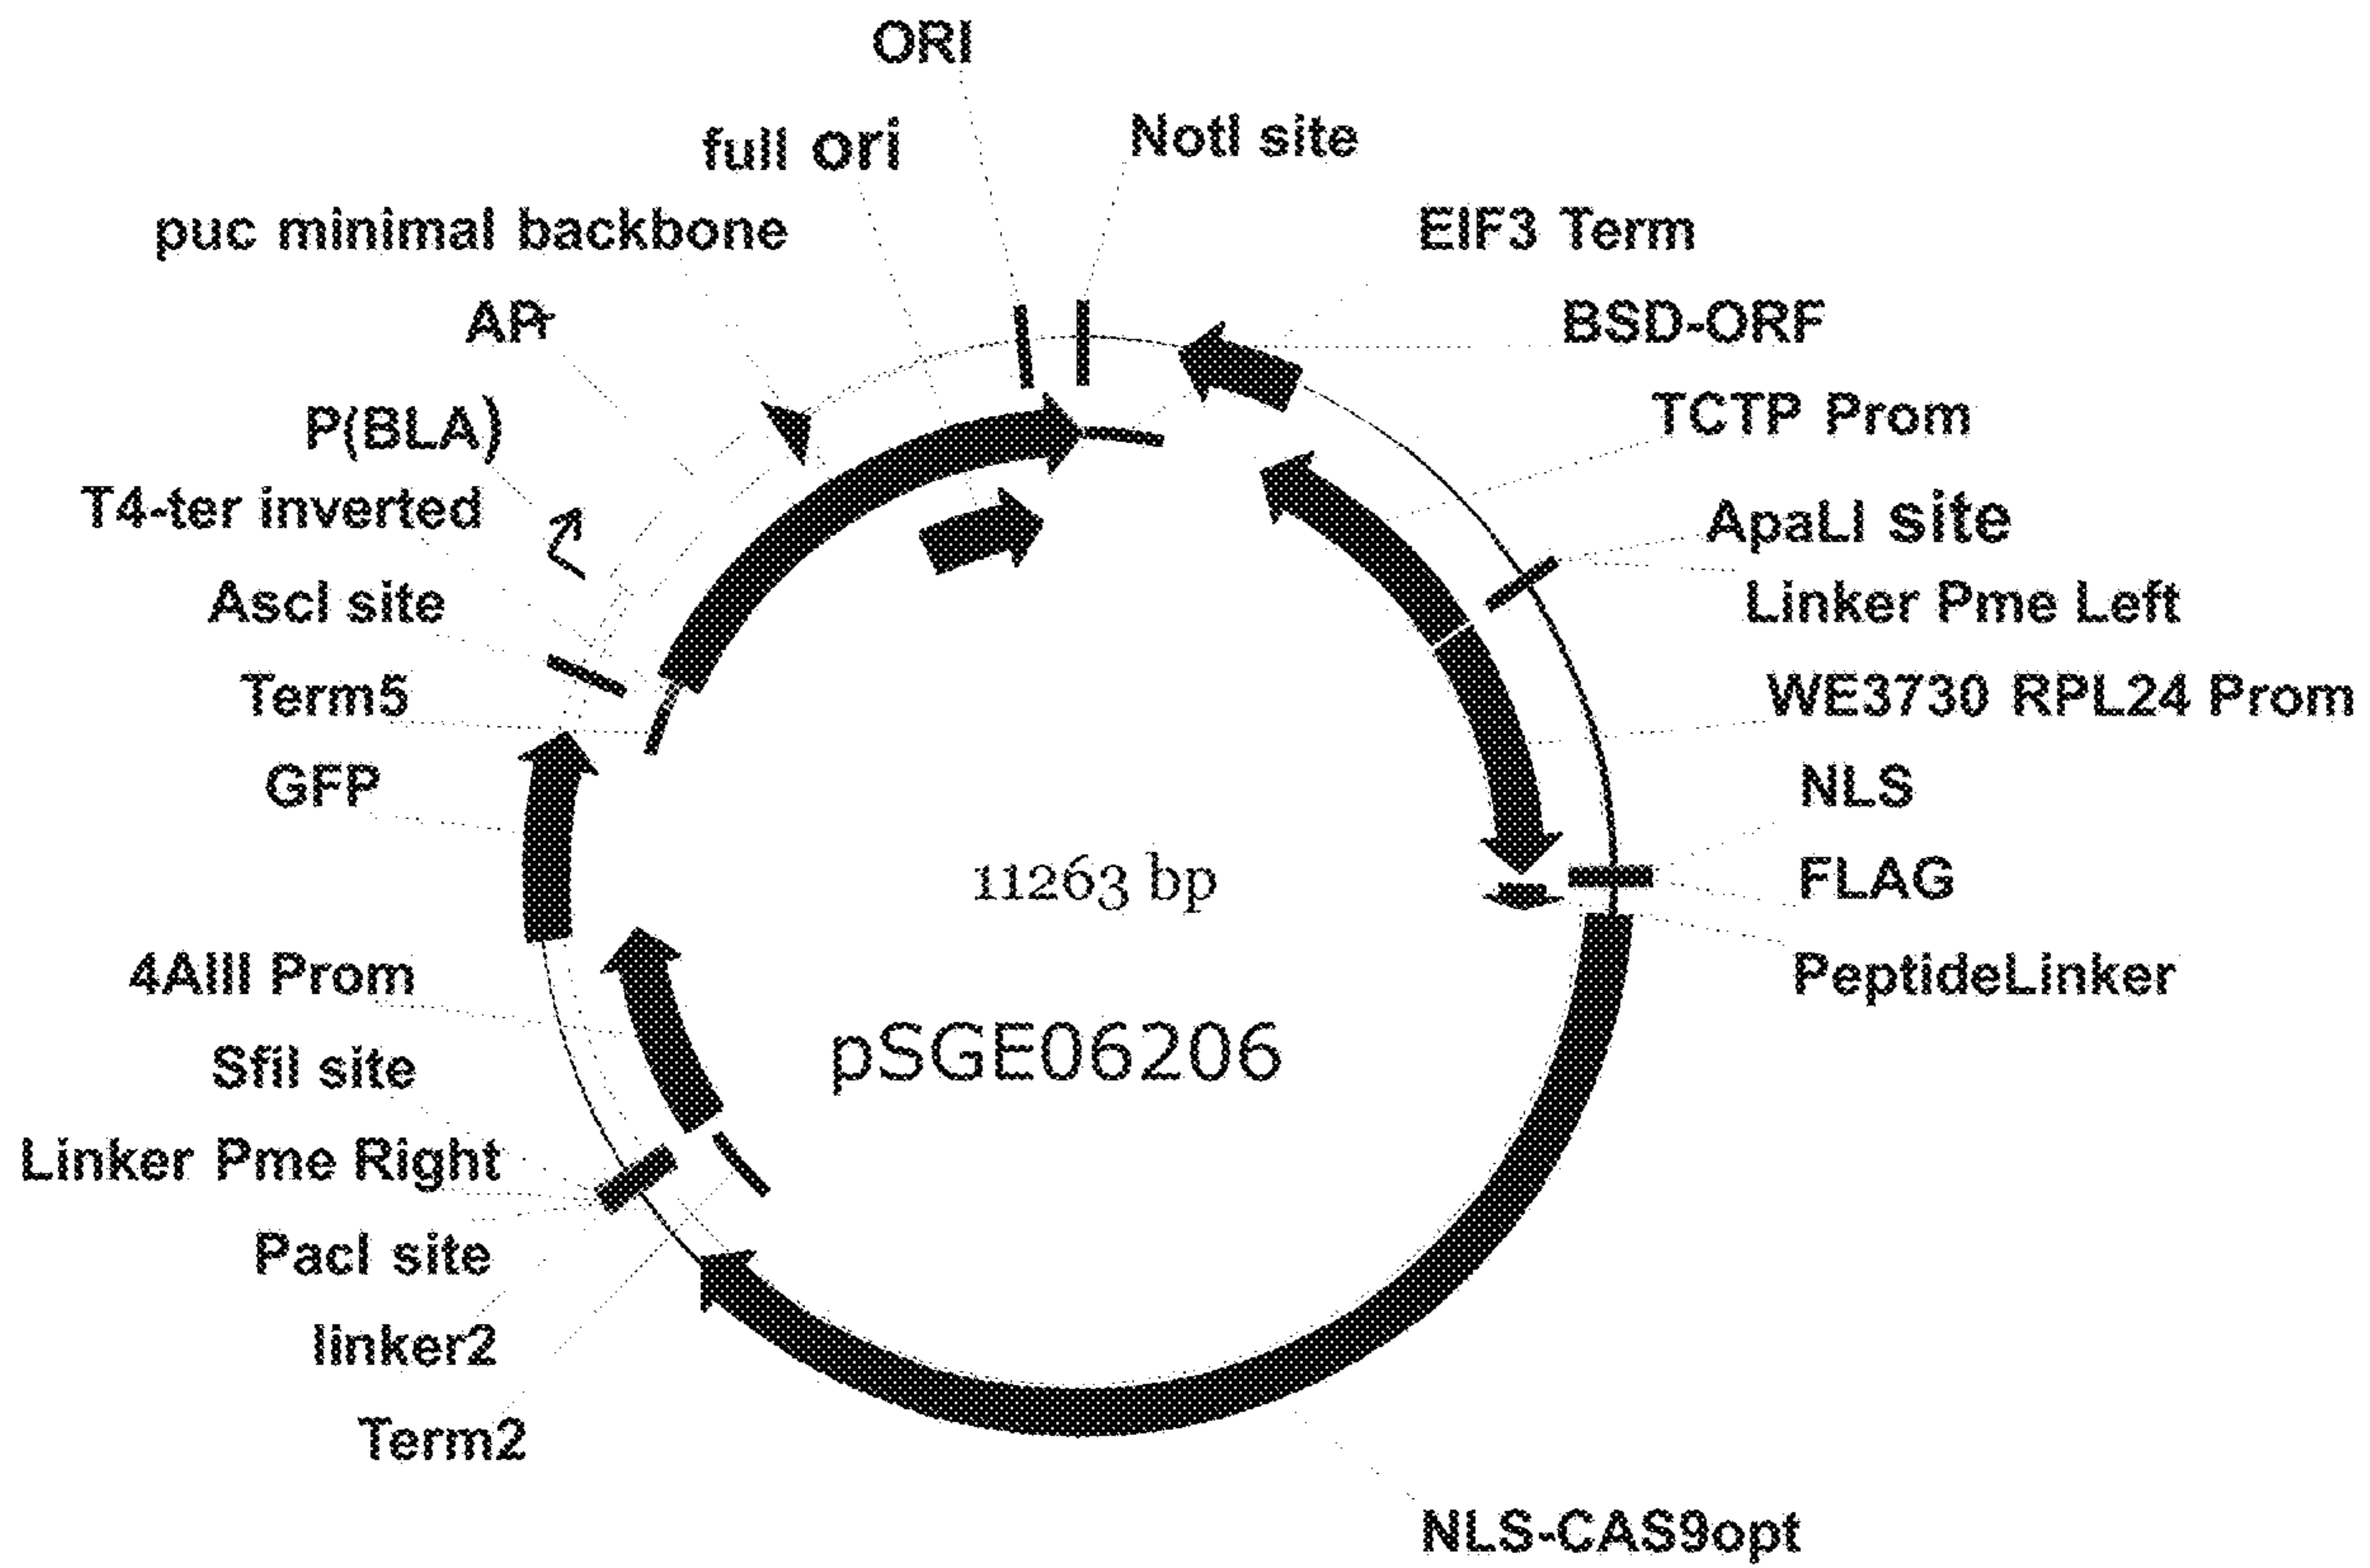 ORI
full ori
NotI site
puc minimal backbone
EIF3 Term
APr
BSD-ORF
P(BLA)
TCTP Prom
T4-ter inverted
ApaLI site
AscI site
Linker Pme Left
Term5
WE3730 RPL24 Prom
GFP
NLS
11263 bp
FLAG
4AIII Prom
PeptideLinker
pSGE06206
SfiI site
Linker Pme Right
PacI site
linker2
Term2
NLS-CAS9opt